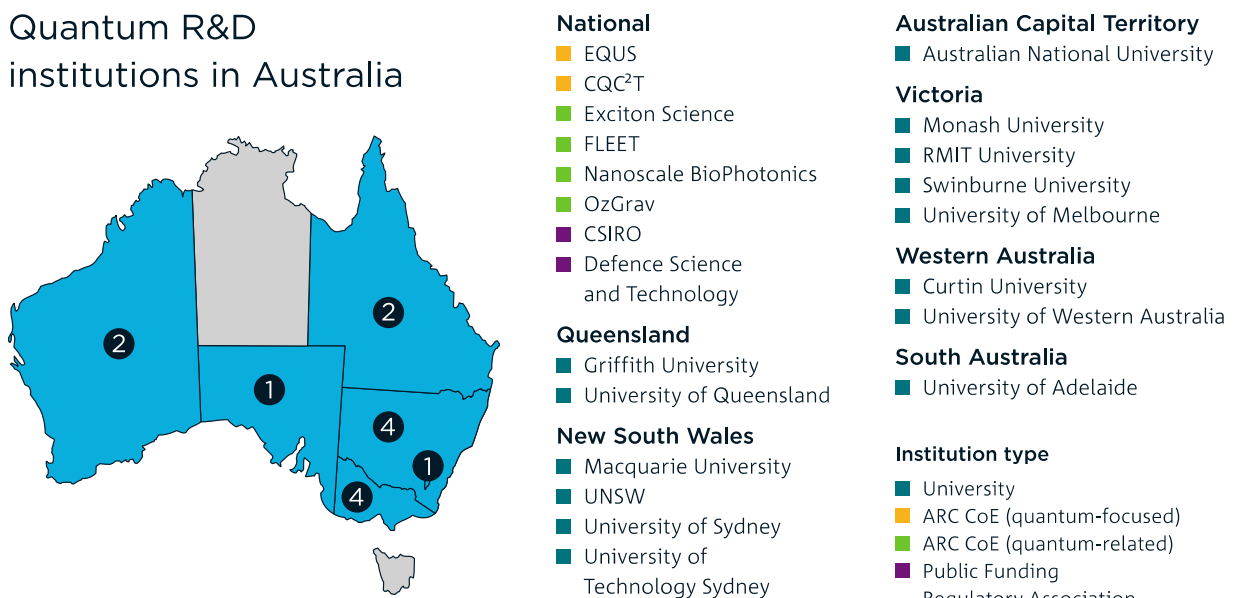 Quantum R&D
institutions in Australia
2
2
1
4
1
4
National
EQUS
CQC²T
Exciton Science
FLEET
Nanoscale BioPhotonics
OzGrav
CSIRO
Defence Science
and Technology
Queensland
Griffith University
University of Queensland
New South Wales
Macquarie University
UNSW
University of Sydney
University of
Technology Sydney
Australian Capital Territory
Australian National University
Victoria
Monash University
RMIT University
Swinburne University
University of Melbourne
Western Australia
Curtin University
University of Western Australia
South Australia
University of Adelaide
Institution type
University
ARC CoE (quantum-focused)
ARC CoE (quantum-related)
Public Funding
Regulatory Association